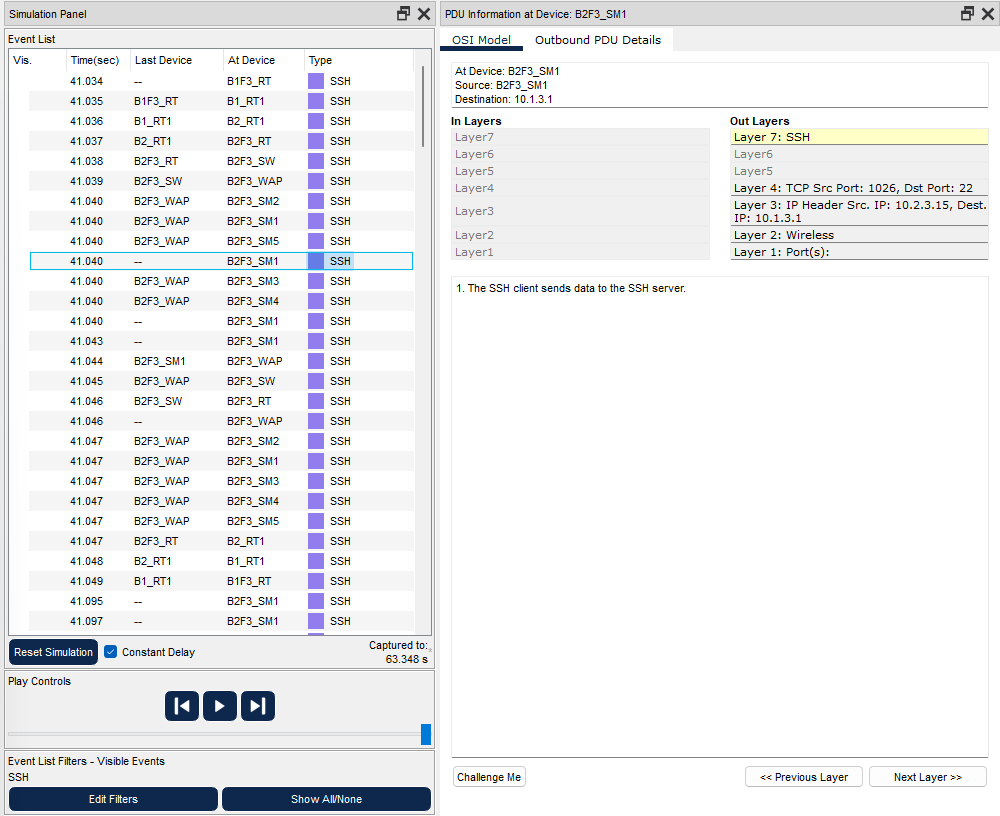 Simulation Panel
Event List
Vis. Time(sec) Last Device At Device Type
41.034 -- B1F3_RT SSH
41.035 B1F3_RT B1_RT1 SSH
41.036 B1_RT1 B2_RT1 SSH
41.037 B2_RT1 B2F3_RT SSH
41.038 B2F3_RT B2F3_SW SSH
41.039 B2F3_SW B2F3_WAP SSH
41.040 B2F3_WAP B2F3_SM2 SSH
41.040 B2F3_WAP B2F3_SM1 SSH
41.040 B2F3_WAP B2F3_SM5 SSH
41.040 -- B2F3_SM1 SSH
41.040 B2F3_WAP B2F3_SM3 SSH
41.040 B2F3_WAP B2F3_SM4 SSH
41.040 -- B2F3_SM1 SSH
41.043 -- B2F3_SM1 SSH
41.044 B2F3_SM1 B2F3_WAP SSH
41.045 B2F3_WAP B2F3_SW SSH
41.046 B2F3_SW B2F3_RT SSH
41.046 -- B2F3_WAP SSH
41.047 B2F3_WAP B2F3_SM2 SSH
41.047 B2F3_WAP B2F3_SM1 SSH
41.047 B2F3_WAP B2F3_SM3 SSH
41.047 B2F3_WAP B2F3_SM4 SSH
41.047 B2F3_WAP B2F3_SM5 SSH
41.047 B2F3_RT B2_RT1 SSH
41.048 B2_RT1 B1_RT1 SSH
41.049 B1_RT1 B1F3_RT SSH
41.095 -- B2F3_SM1 SSH
41.097 -- B2F3_SM1 SSH
Reset Simulation Constant Delay Captured to:
63.348 s
Play Controls
Event List Filters - Visible Events
SSH
Edit Filters Show All/None
PDU Information at Device: B2F3_SM1
OSI Model Outbound PDU Details
At Device: B2F3_SM1
Source: B2F3_SM1
Destination: 10.1.3.1
In Layers
Layer7
Layer6
Layer5
Layer4
Layer3
Layer2
Layer1
Out Layers
Layer 7: SSH
Layer6
Layer5
Layer 4: TCP Src Port: 1026, Dst Port: 22
Layer 3: IP Header Src. IP: 10.2.3.15, Dest.
IP: 10.1.3.1
Layer 2: Wireless
Layer 1: Port(s):
1. The SSH client sends data to the SSH server.
Challenge Me << Previous Layer Next Layer >>